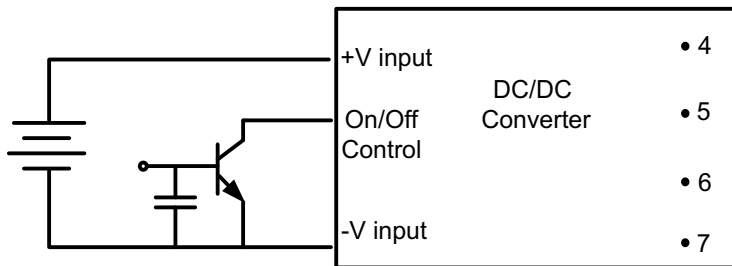 +V input
DC/DC
Converter
On/Off
Control
-V input
4
5
6
7